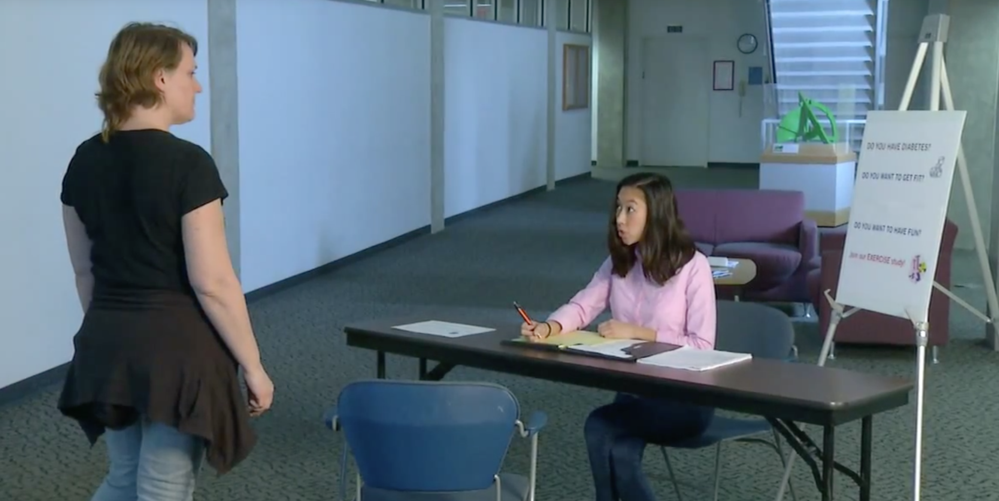 DO YOU HAVE DIABETES?
DO YOU WANT TO GET FIT?
DO YOU WANT TO HAVE FUN?
Join our EXERCISE study!